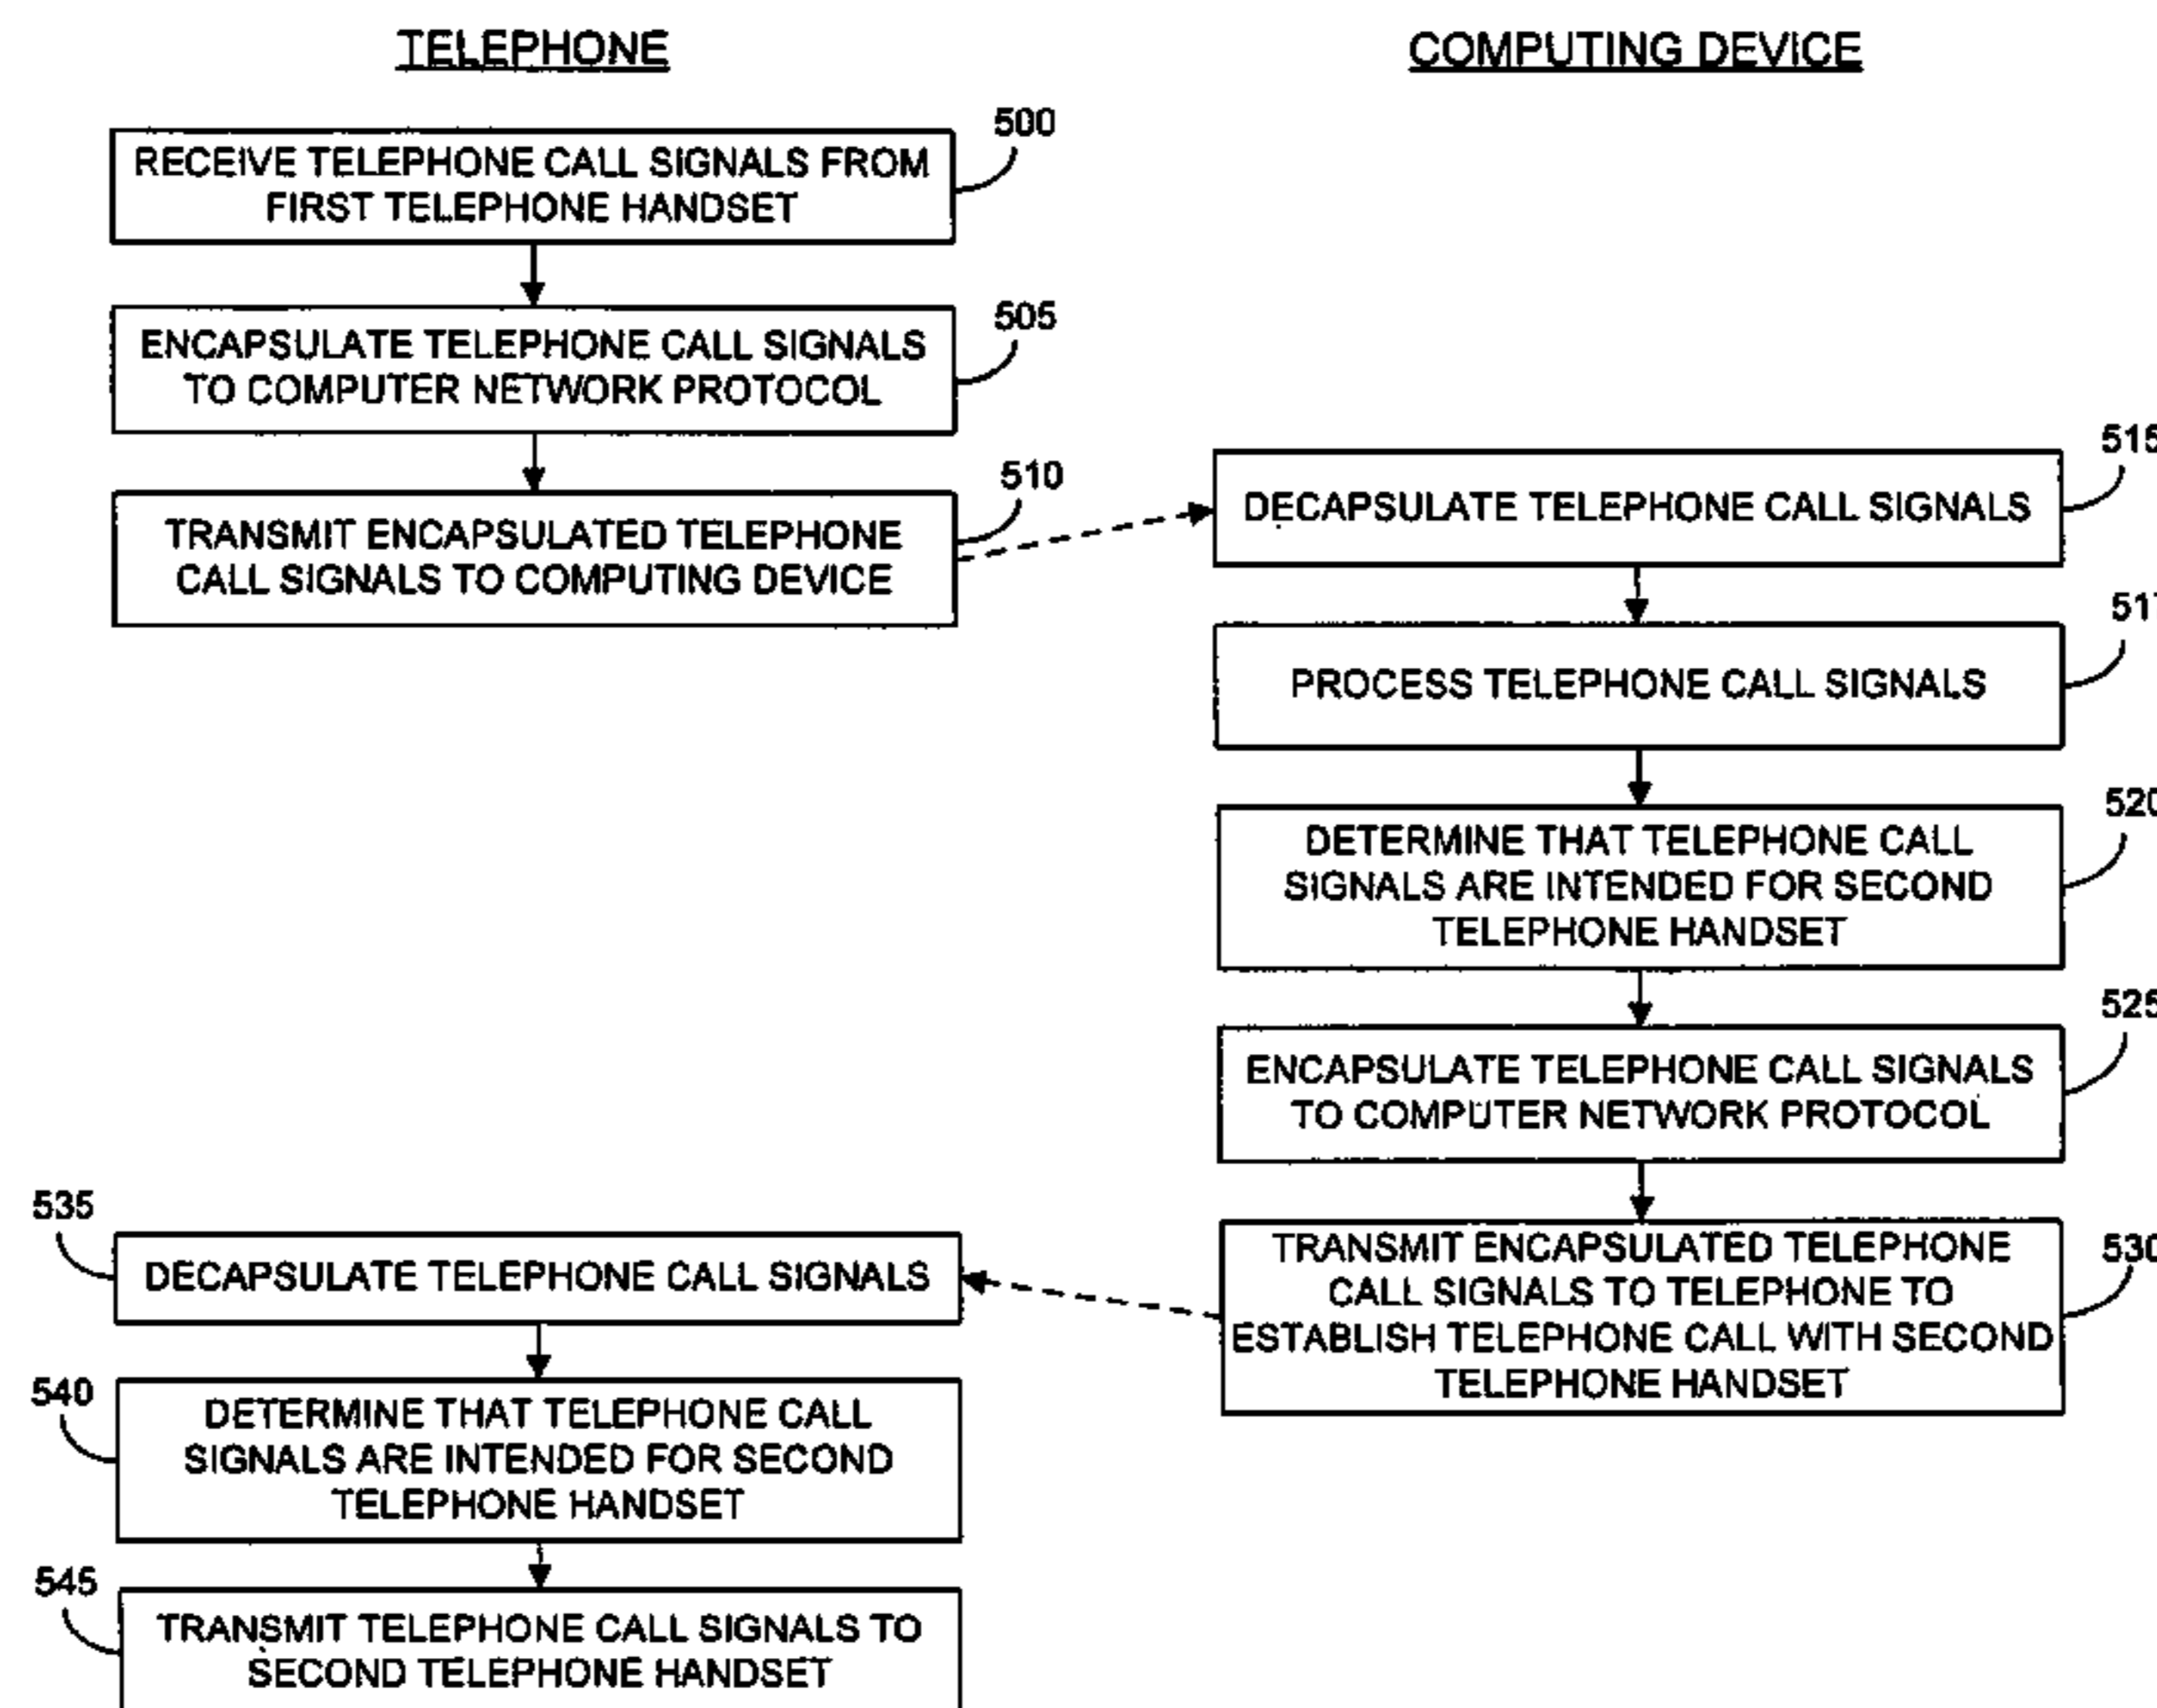 TELEPHONE
COMPUTING DEVICE
500
RECEIVE TELEPHONE CALL SIGNALS FROM
FIRST TELEPHONE HANDSET
505
ENCAPSULATE TELEPHONE CALL SIGNALS
TO COMPUTER NETWORK PROTOCOL
510
TRANSMIT ENCAPSULATED TELEPHONE
CALL SIGNALS TO COMPUTING DEVICE
515
DECAPSULATE TELEPHONE CALL SIGNALS
517
PROCESS TELEPHONE CALL SIGNALS
520
DETERMINE THAT TELEPHONE CALL
SIGNALS ARE INTENDED FOR SECOND
TELEPHONE HANDSET
525
ENCAPSULATE TELEPHONE CALL SIGNALS
TO COMPUTER NETWORK PROTOCOL
530
TRANSMIT ENCAPSULATED TELEPHONE
CALL SIGNALS TO TELEPHONE TO
ESTABLISH TELEPHONE CALL WITH SECOND
TELEPHONE HANDSET
535
DECAPSULATE TELEPHONE CALL SIGNALS
540
DETERMINE THAT TELEPHONE CALL
SIGNALS ARE INTENDED FOR SECOND
TELEPHONE HANDSET
545
TRANSMIT TELEPHONE CALL SIGNALS TO
SECOND TELEPHONE HANDSET